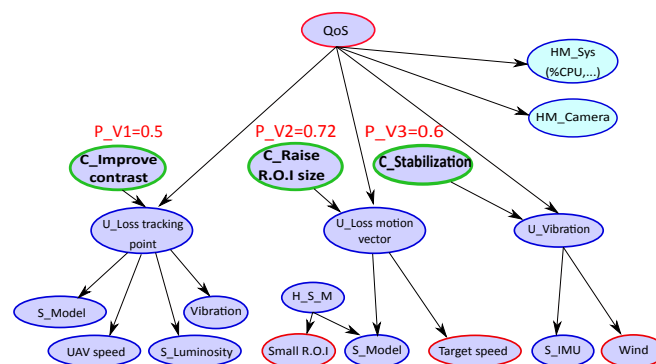 QoS
HM_Sys
(%CPU,...)
HM_Camera
P_V1=0.5
P_V2=0.72
P_V3=0.6
C_Improve
contrast
C_Raise
R.O.I size
C_Stabilization
U_Loss tracking
point
U_Loss motion
vector
U_Vibration
S_Model
UAV speed
S_Luminosity
Vibration
H_S_M
Small R.O.I
S_Model
Target speed
S_IMU
Wind